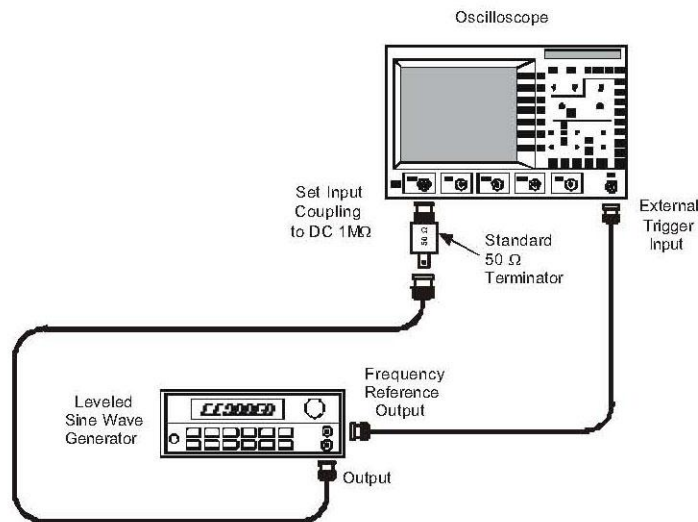 Oscilloscope
Set Input
Coupling
to DC 1MΩ
50 Ω
Standard
50 Ω
Terminator
External
Trigger
Input
Leveled
Sine Wave
Generator
Frequency
Reference
Output
Output